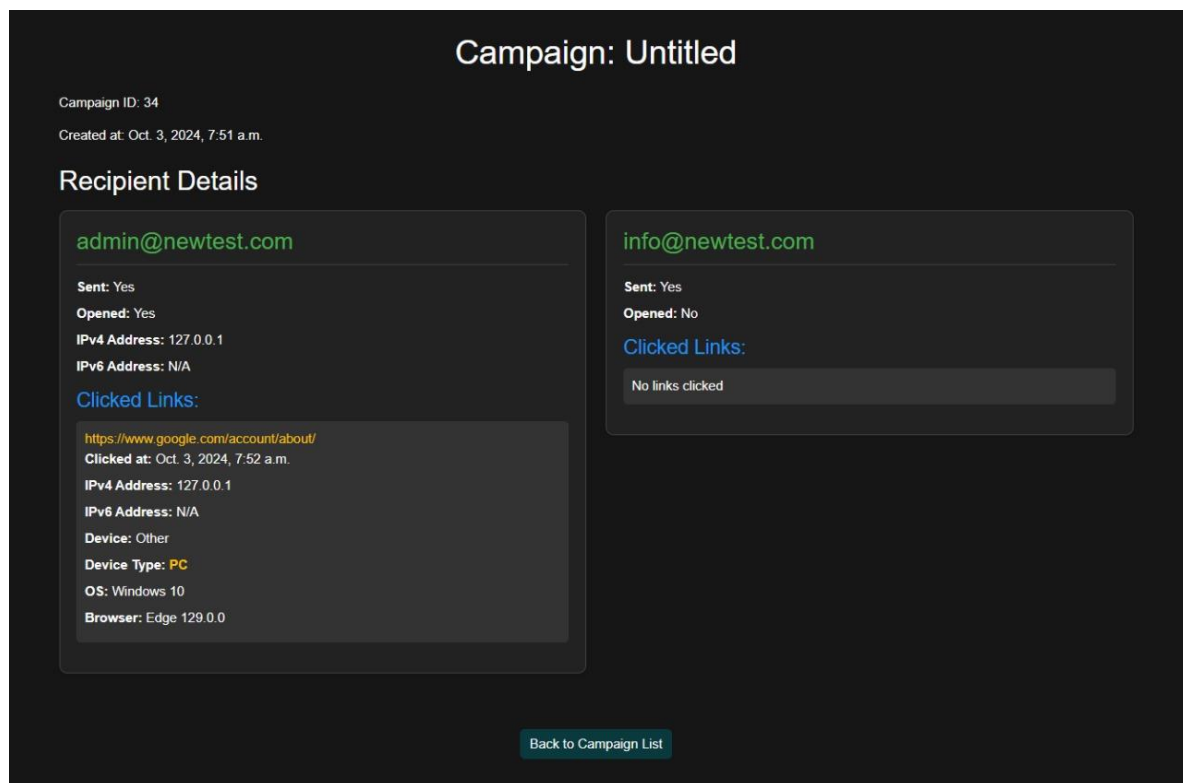 Campaign: Untitled
Campaign ID: 34
Created at: Oct. 3, 2024, 7:51 a.m.
Recipient Details
admin@newtest.com
Sent: Yes
Opened: Yes
IPv4 Address: 127.0.0.1
IPv6 Address: N/A
Clicked Links:
https://www.google.com/account/about/
Clicked at: Oct. 3, 2024, 7:52 a.m.
IPv4 Address: 127.0.0.1
IPv6 Address: N/A
Device: Other
Device Type: PC
OS: Windows 10
Browser: Edge 129.0.0
info@newtest.com
Sent: Yes
Opened: No
Clicked Links:
No links clicked
Back to Campaign List